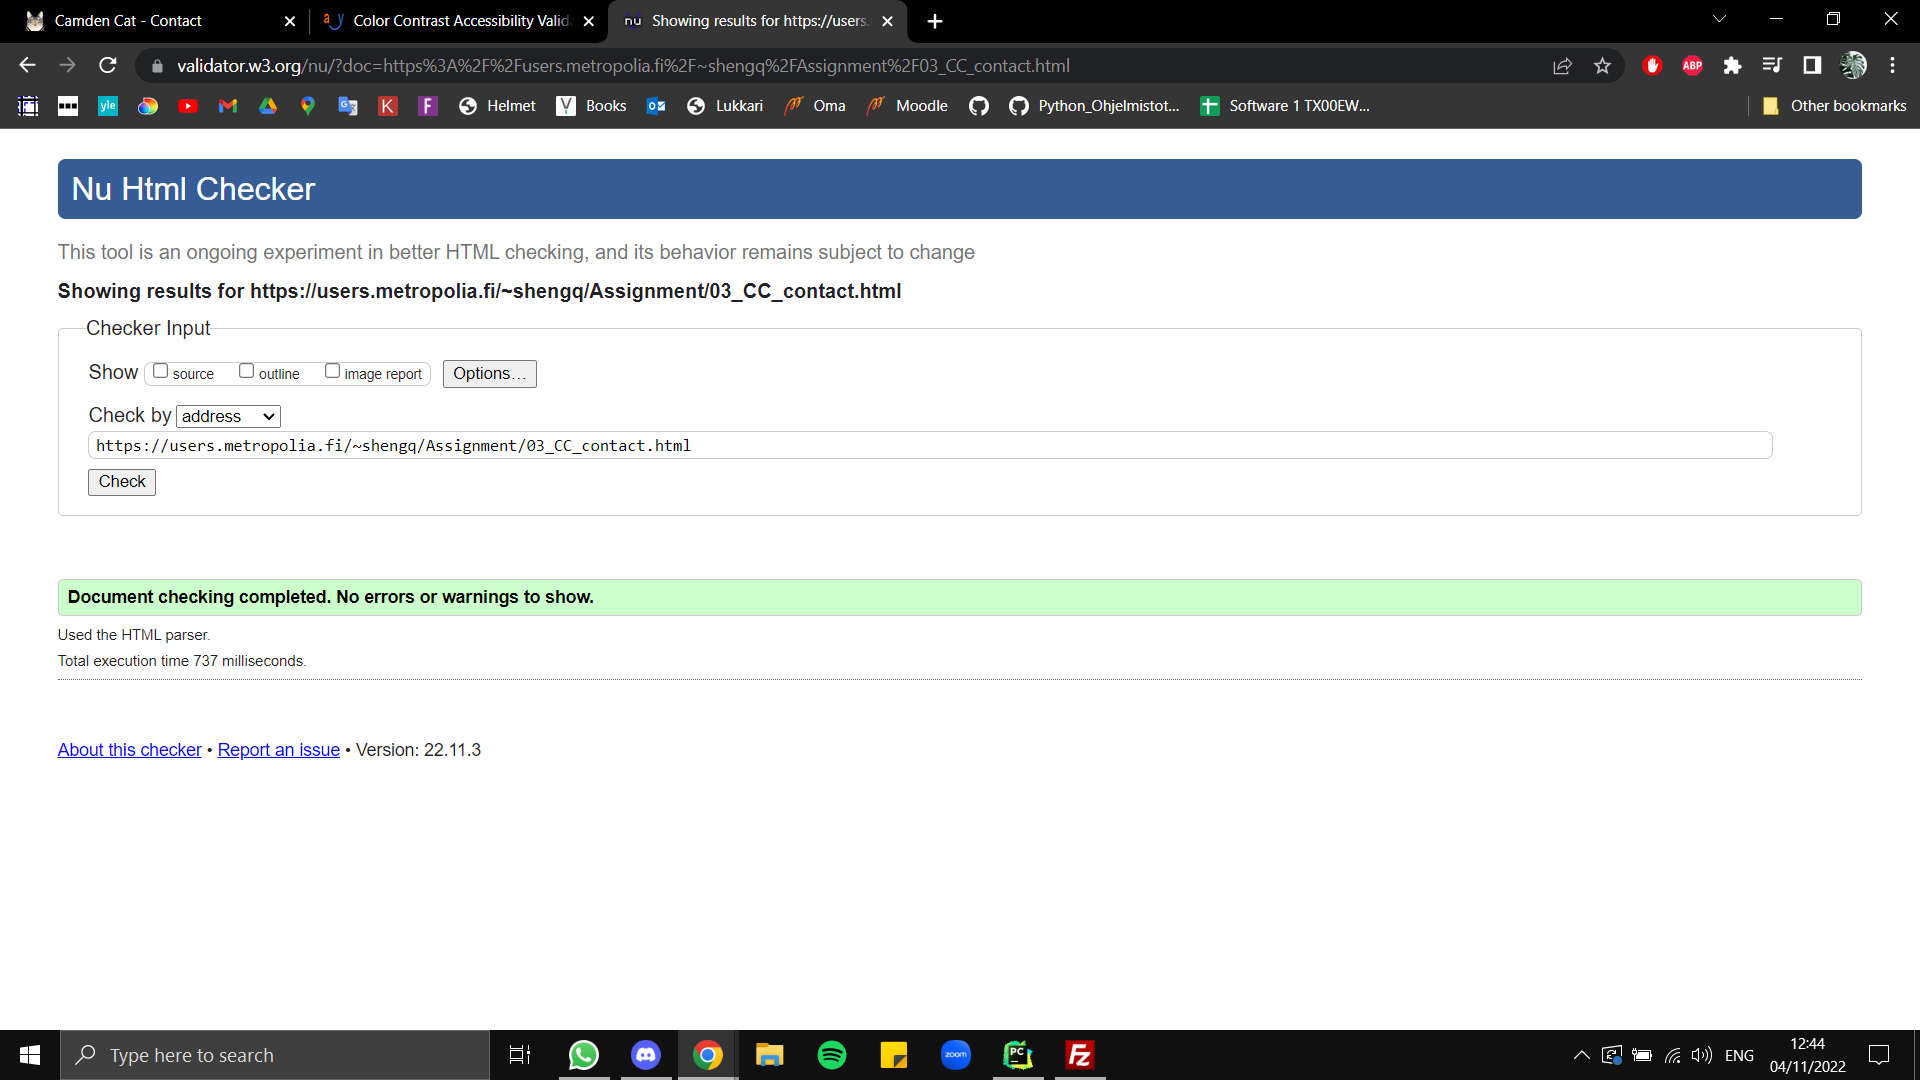 Camden Cat - Contact
Color Contrast Accessibility Valid
nu Showing results for https://users.
validator.w3.org/nu/?doc=https%3A%2F%2Fusers.metropolia.fi%2F~shengq%2FAssignment%2F03_CC_contact.html
ABP
yle
K
F
Helmet
Books
Lukkari
Oma
Moodle
Python_Ohjelmistot...
Software 1 TX00EW...
Other bookmarks
Nu Html Checker
This tool is an ongoing experiment in better HTML checking, and its behavior remains subject to change
Showing results for https://users.metropolia.fi/~shengq/Assignment/03_CC_contact.html
Checker Input
Show source outline image report Options...
Check by address
https://users.metropolia.fi/~shengq/Assignment/03_CC_contact.html
Check
Document checking completed. No errors or warnings to show.
Used the HTML parser.
Total execution time 737 milliseconds.
About this checker • Report an issue • Version: 22.11.3
Type here to search
zoom
PC
Fz
ENG
12:44
04/11/2022